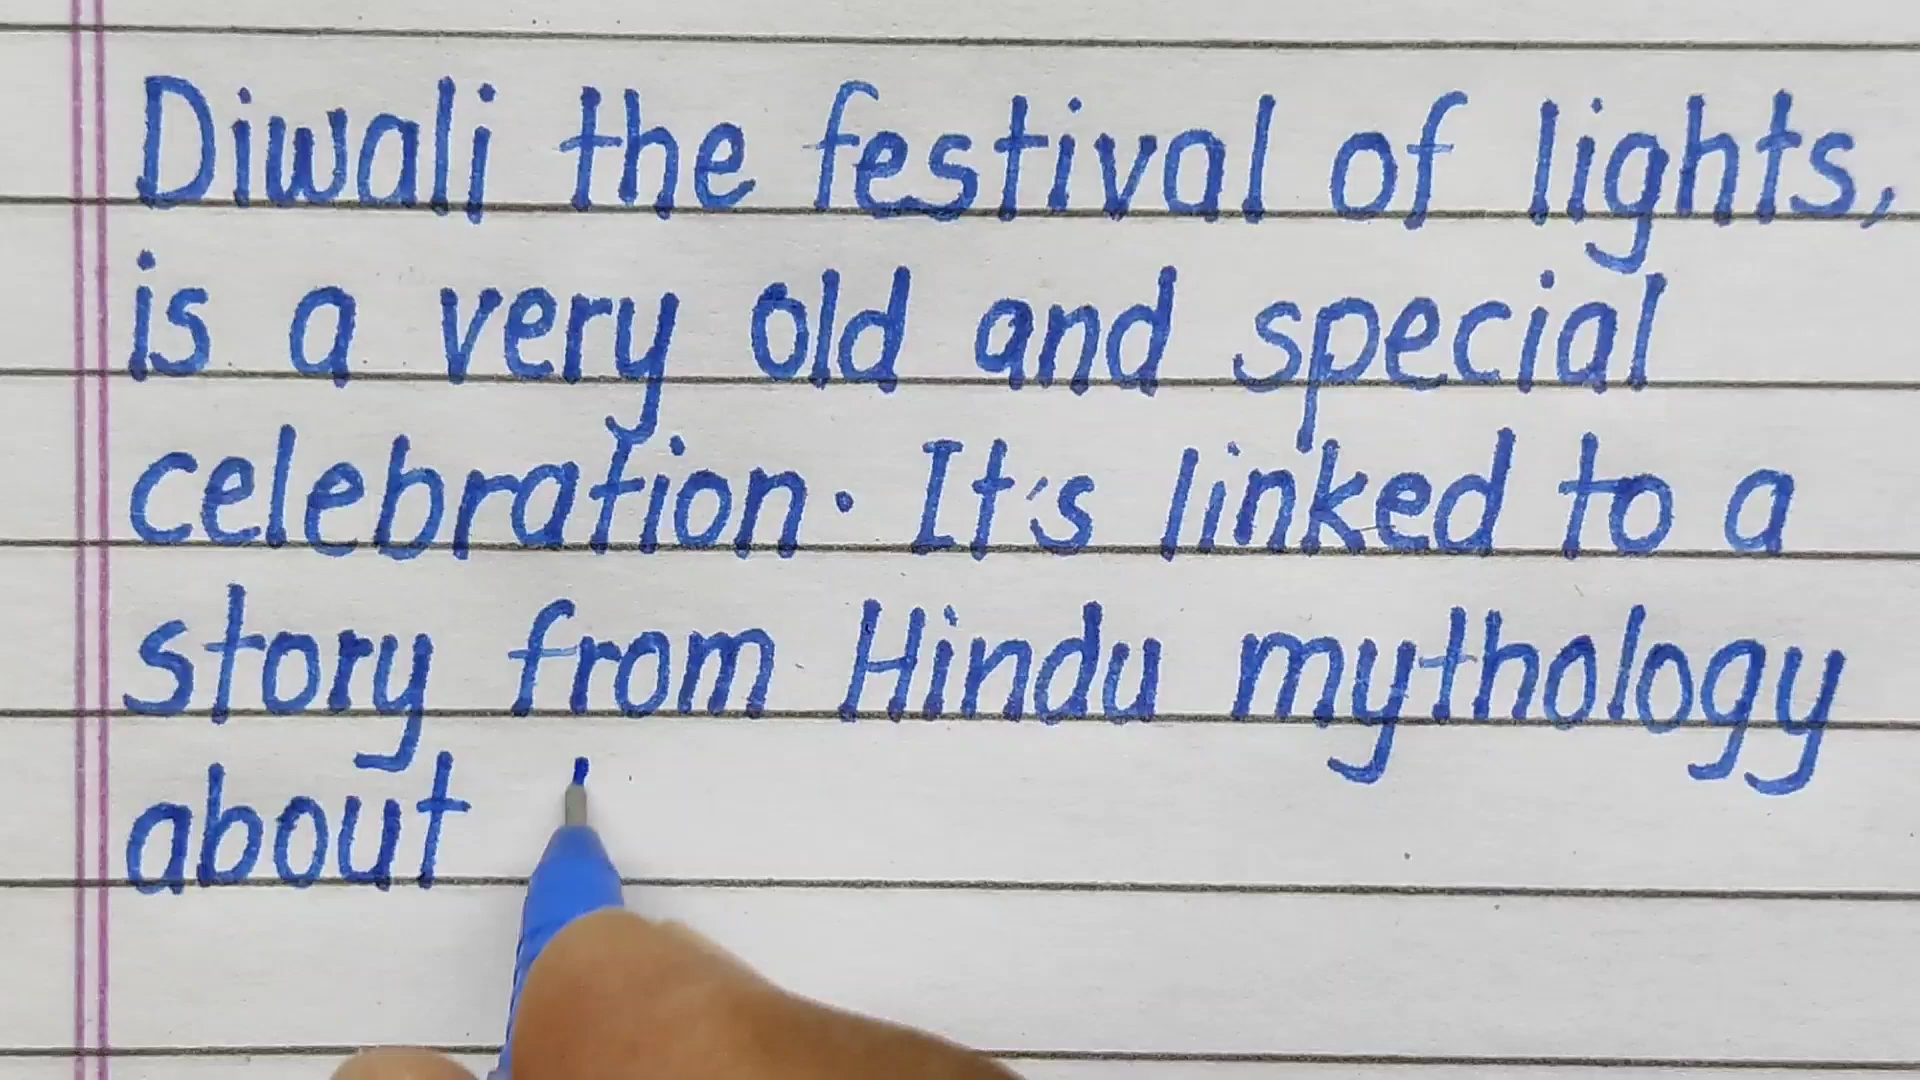 Diwali the festival of lights,
is a very old and special
celebration. It's linked to a
story from Hindu mythology
about